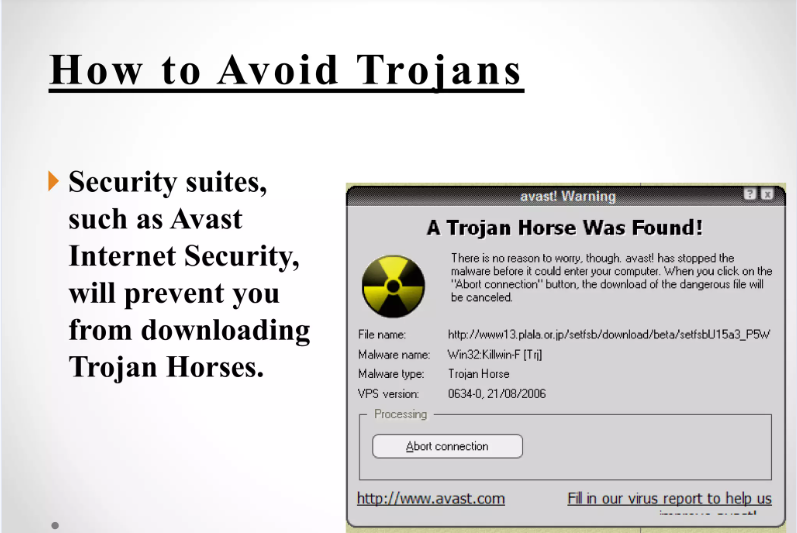 How to Avoid Trojans
Security suites,
such as Avast
Internet Security,
will prevent you
from downloading
Trojan Horses.
avast! Warning
A Trojan Horse Was Found!
There is no reason to worry, though. avast! has stopped the
malware before it could enter your computer. When you click on the
"Abort connection" button, the download of the dangerous file will
be canceled.
File name: http://www13.plala.or.jp/setfsb/download/beta/setfsbU15a3_P5W
Malware name: Win32:Killwin-F [Trj]
Malware type: Trojan Horse
VPS version: 0634-0, 21/08/2006
Processing
Abort connection
http://www.avast.com Fill in our virus report to help us